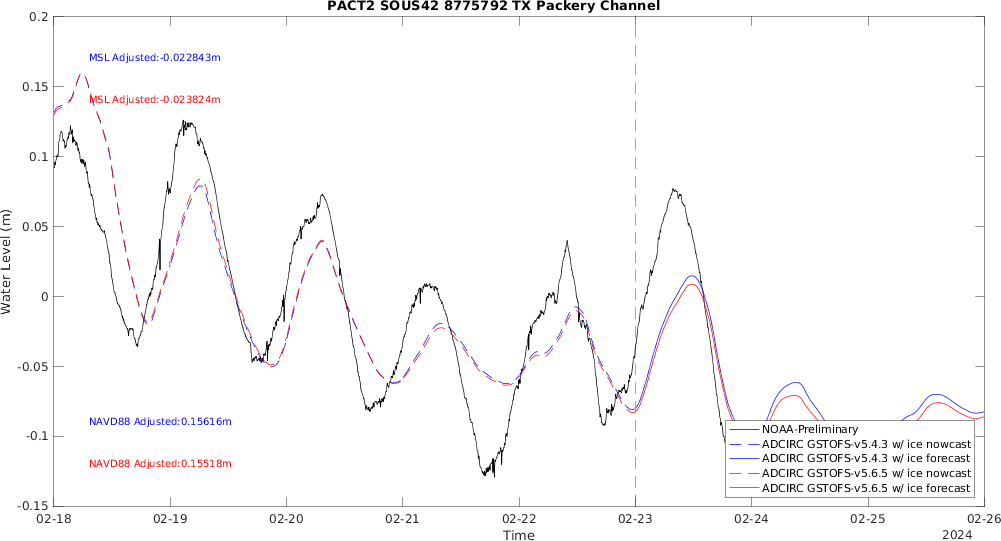 PACT2 SOUS42 8775792 TX Packery Channel
0.2
MSL Adjusted:-0.022843m
0.15
MSL Adjusted:-0.023824m
0.1
0.05
Water Level (m)
0
-0.05
NAVD88 Adjusted:0.15616m
-0.1
NOAA-Preliminary
ADCIRC GSTOFS-v5.4.3 w/ ice nowcast
ADCIRC GSTOFS-v5.4.3 w/ ice forecast
NAVD88 Adjusted:0.15518m
ADCIRC GSTOFS-v5.6.5 w/ ice nowcast
ADCIRC GSTOFS-v5.6.5 w/ ice forecast
-0.15
02-18 02-19 02-20 02-21 02-22 02-23 02-24 02-25 02-26
Time
2024